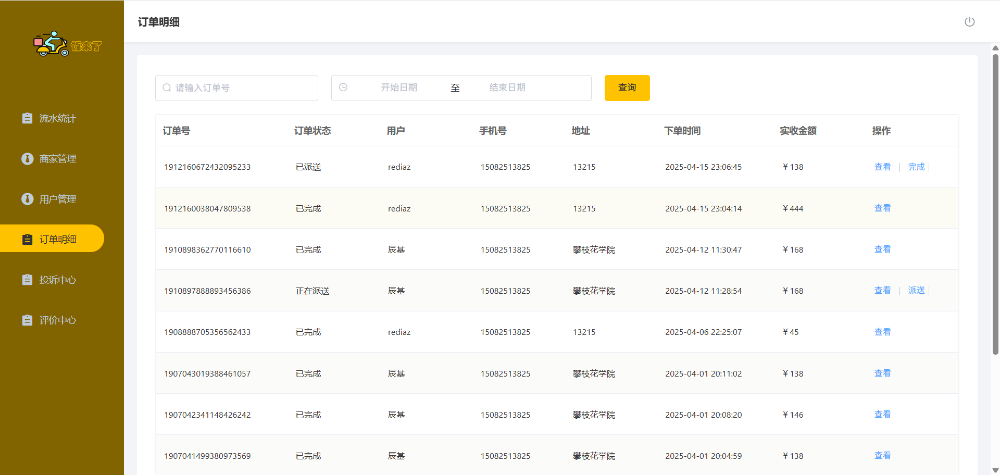 订单明细
饭来了
流水统计
商家管理
用户管理
订单明细
投诉中心
评价中心
请输入订单号 开始日期 至 结束日期 查询
订单号 订单状态 用户 手机号 地址 下单时间 实收金额 操作
1912160672432095233 已派送 rediaz 15082513825 13215 2025-04-15 23:06:45 ￥138 查看 | 完成
1912160038047809538 已完成 rediaz 15082513825 13215 2025-04-15 23:04:14 ￥444 查看
1910898362770116610 已完成 辰基 15082513825 攀枝花学院 2025-04-12 11:30:47 ￥168 查看
1910897888893456386 正在派送 辰基 15082513825 攀枝花学院 2025-04-12 11:28:54 ￥168 查看 | 派送
1908888705356562433 已完成 rediaz 15082513825 13215 2025-04-06 22:25:07 ￥45 查看
1907043019388461057 已完成 辰基 15082513825 攀枝花学院 2025-04-01 20:11:02 ￥138 查看
1907042341148426242 已完成 辰基 15082513825 攀枝花学院 2025-04-01 20:08:20 ￥146 查看
1907041499380973569 已完成 辰基 15082513825 攀枝花学院 2025-04-01 20:04:59 ￥138 查看